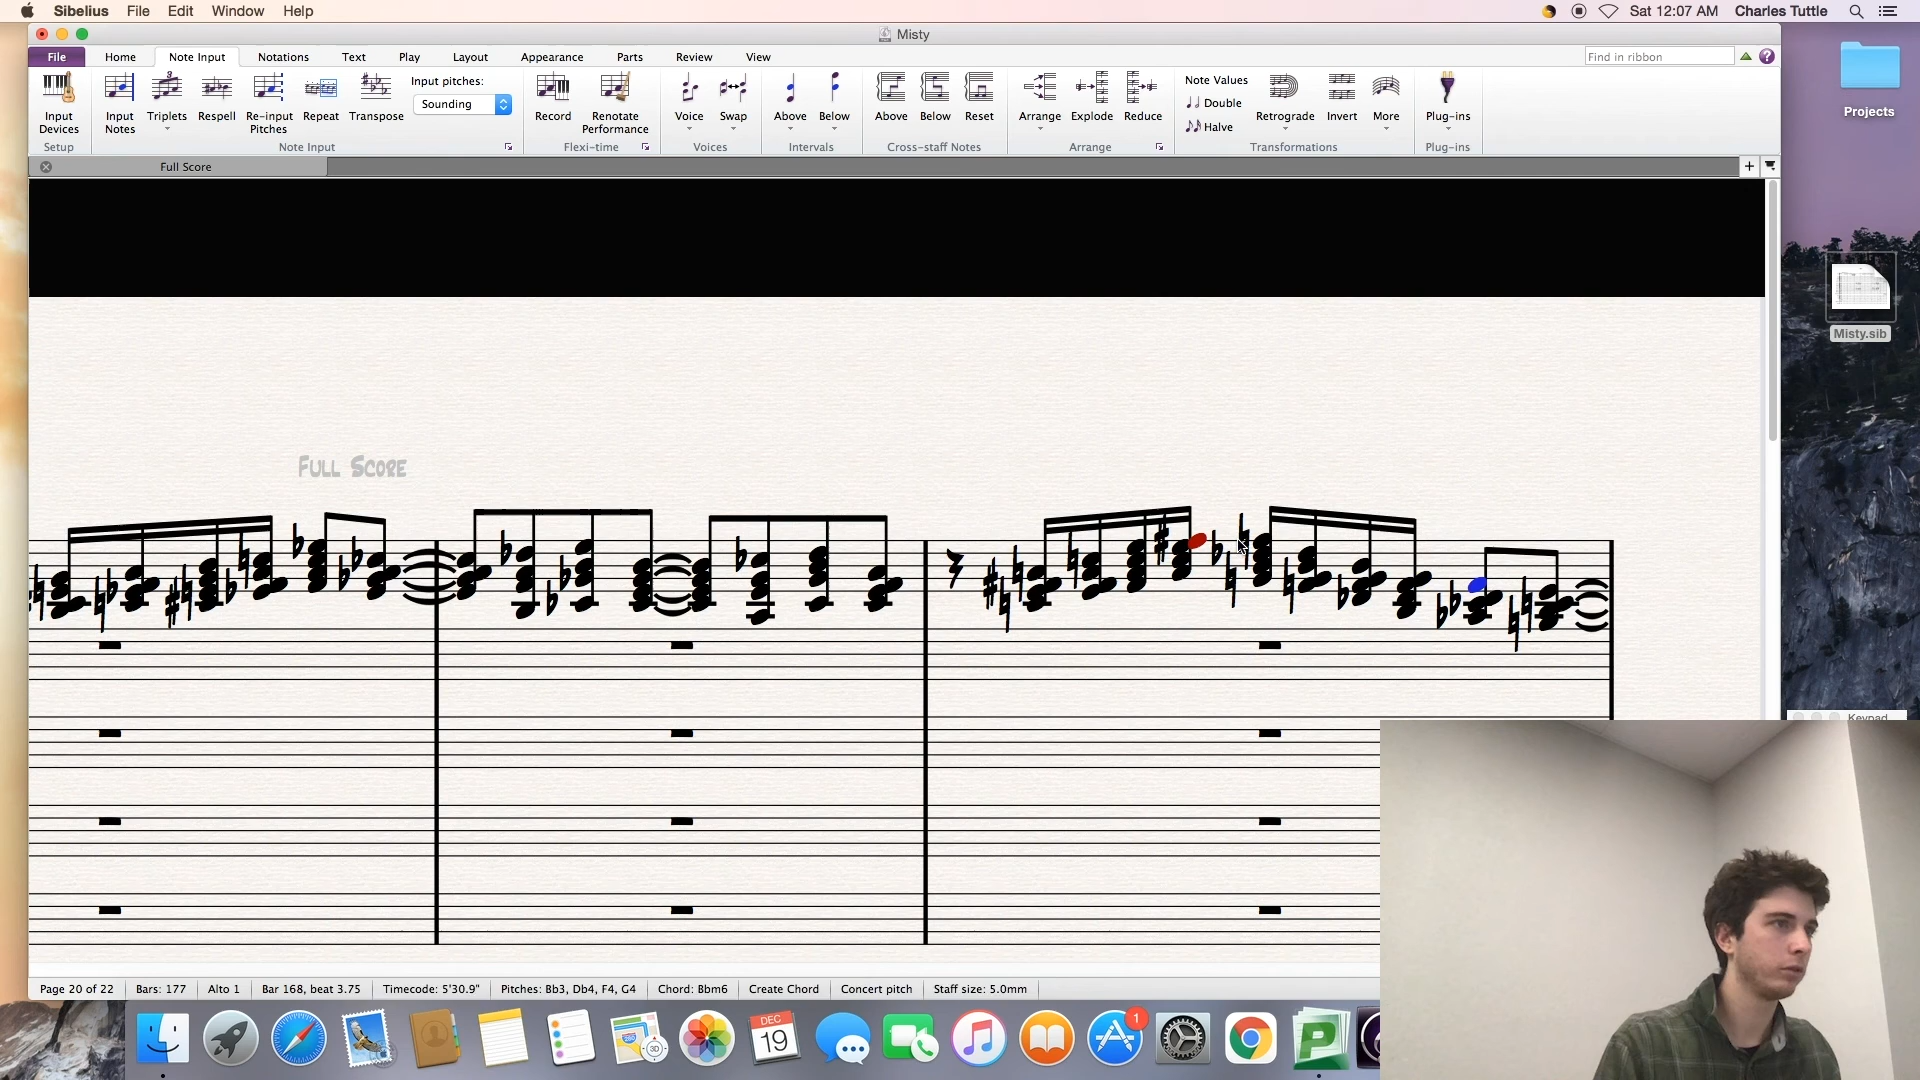 Sibelius File Edit Window Help Sat 12:07 AM Charles Tuttle
Misty
File Home Note Input Notations Text Play Layout Appearance Parts Review View Find in ribbon
Input Devices
Input Notes
Triplets
Respell
Re-input Pitches
Repeat
Transpose
Input pitches:
Sounding
Record
Renotate Performance
Voice
Swap
Above
Below
Above
Below
Reset
Arrange
Explode
Reduce
Note Values
Double
Halve
Retrograde
Invert
More
Plug-ins
Setup Note Input Flexi-time Voices Intervals Cross-staff Notes Arrange Transformations Plug-ins
Full Score
Projects
Misty.sib
Full Score
Keypad
Page 20 of 22 Bars: 177 Alto 1 Bar 168, beat 3.75 Timecode: 5'30.9" Pitches: Bb3, Db4, F4, G4 Chord: Bbm6 Create Chord Concert pitch Staff size: 5.0mm
DEC
19
1